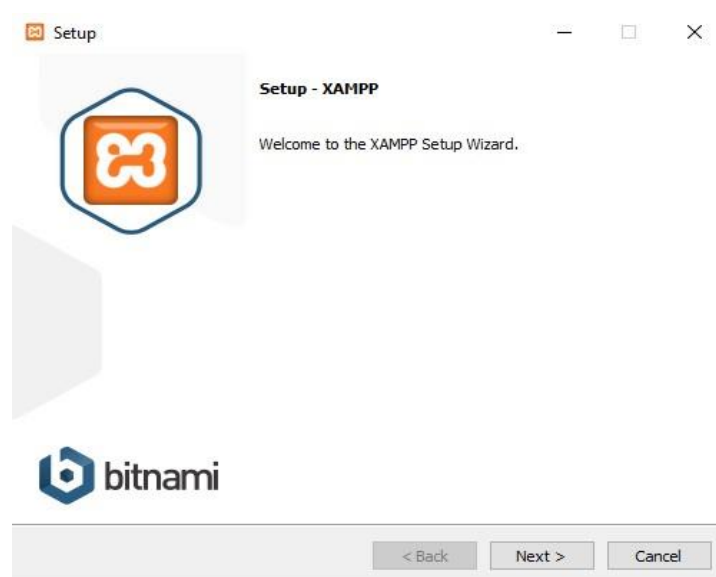 Setup
Setup - XAMPP
Welcome to the XAMPP Setup Wizard.
bitnami
< Back
Next >
Cancel